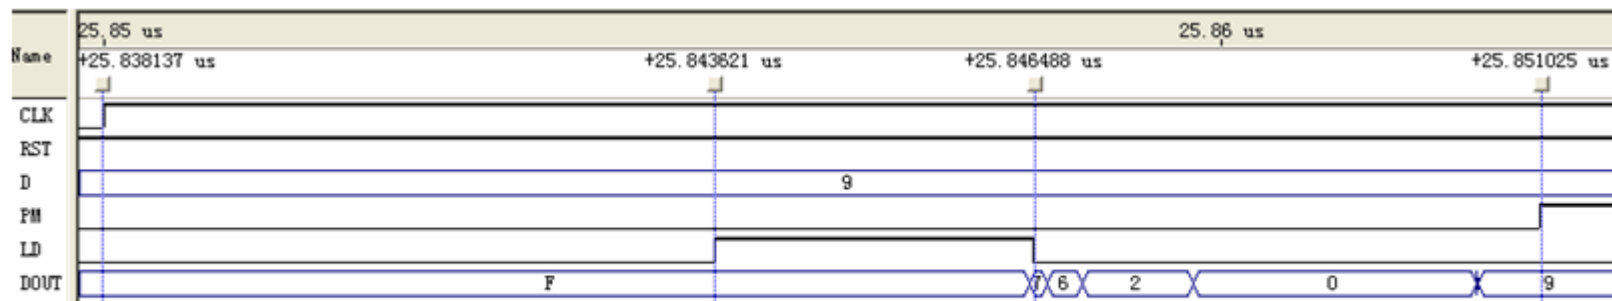 25.85 us 25.86 us
Name +25.838137 us +25.843621 us +25.846488 us +25.851025 us
CLK
RST
D 9
PM
LD
DOUT F 7 6 2 0 9